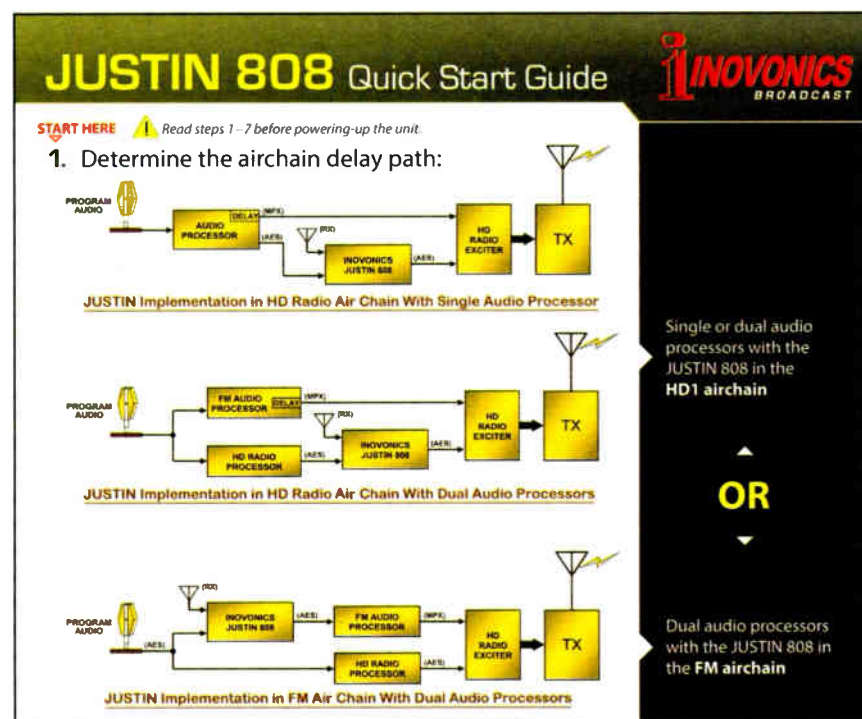 JUSTIN 808 Quick Start Guide
INOVONICS
BROADCAST
START HERE
Read steps 1–7 before powering-up the unit.
1. Determine the airchain delay path:
PROGRAM
AUDIO
AUDIO
PROCESSOR
DELAY
(MPX)
(AES)
(RX)
INOVONICS
JUSTIN 808
(AES)
HD
RADIO
EXCITER
TX
JUSTIN Implementation in HD Radio Air Chain With Single Audio Processor
PROGRAM
AUDIO
FM AUDIO
PROCESSOR
DELAY
(MPX)
(RX)
HD RADIO
PROCESSOR
(AES)
INOVONICS
JUSTIN 808
(AES)
HD
RADIO
EXCITER
TX
JUSTIN Implementation in HD Radio Air Chain With Dual Audio Processors
Single or dual audio
processors with the
JUSTIN 808 in the
HD1 airchain
OR
PROGRAM
AUDIO
(AES)
(RX)
INOVONICS
JUSTIN 808
(AES)
FM AUDIO
PROCESSOR
(MPX)
HD RADIO
PROCESSOR
(AES)
HD
RADIO
EXCITER
TX
JUSTIN Implementation in FM Air Chain With Dual Audio Processors
Dual audio processors
with the JUSTIN 808 in
the FM airchain